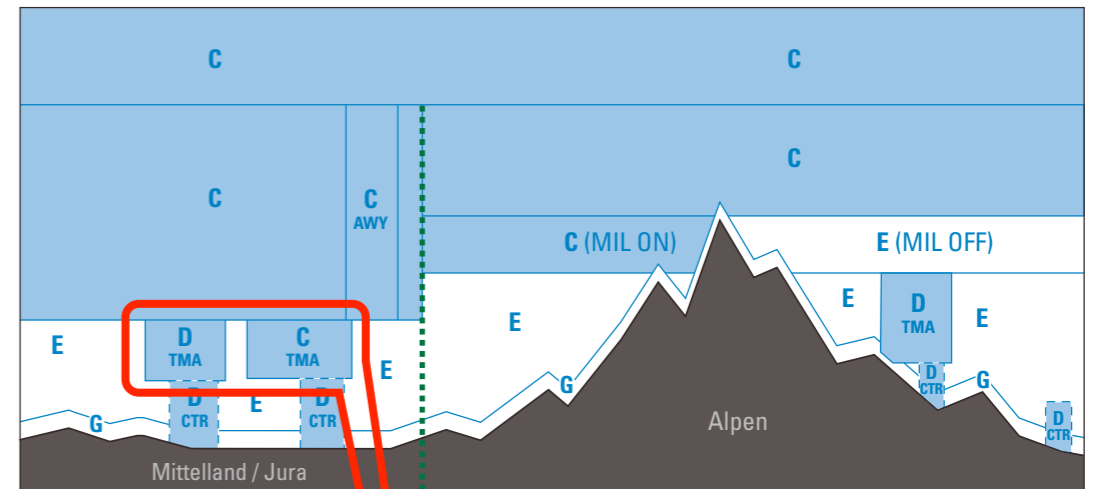 C
C
C
C
AWY
C
C (MIL ON)
E (MIL OFF)
E
D
TMA
C
TMA
E
E
E
D
TMA
E
G
D
CTR
E
D
CTR
G
D
CTR
G
D
CTR
Alpen
Mittelland / Jura